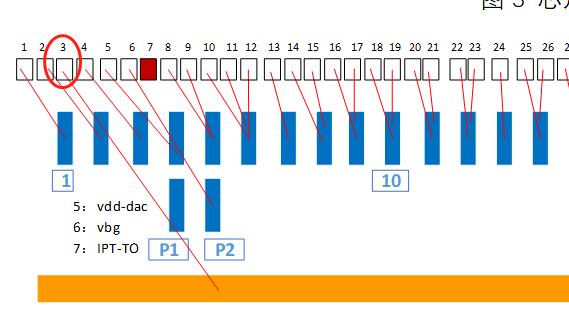 图 3 心
1 2 3 4 5 6 7 8 9 10 11 12 13 14 15 16 17 18 19 20 21 22 23 24 25 26
1
10
5: vdd-dac
6: vbg
7: IPT-TO
P1 P2